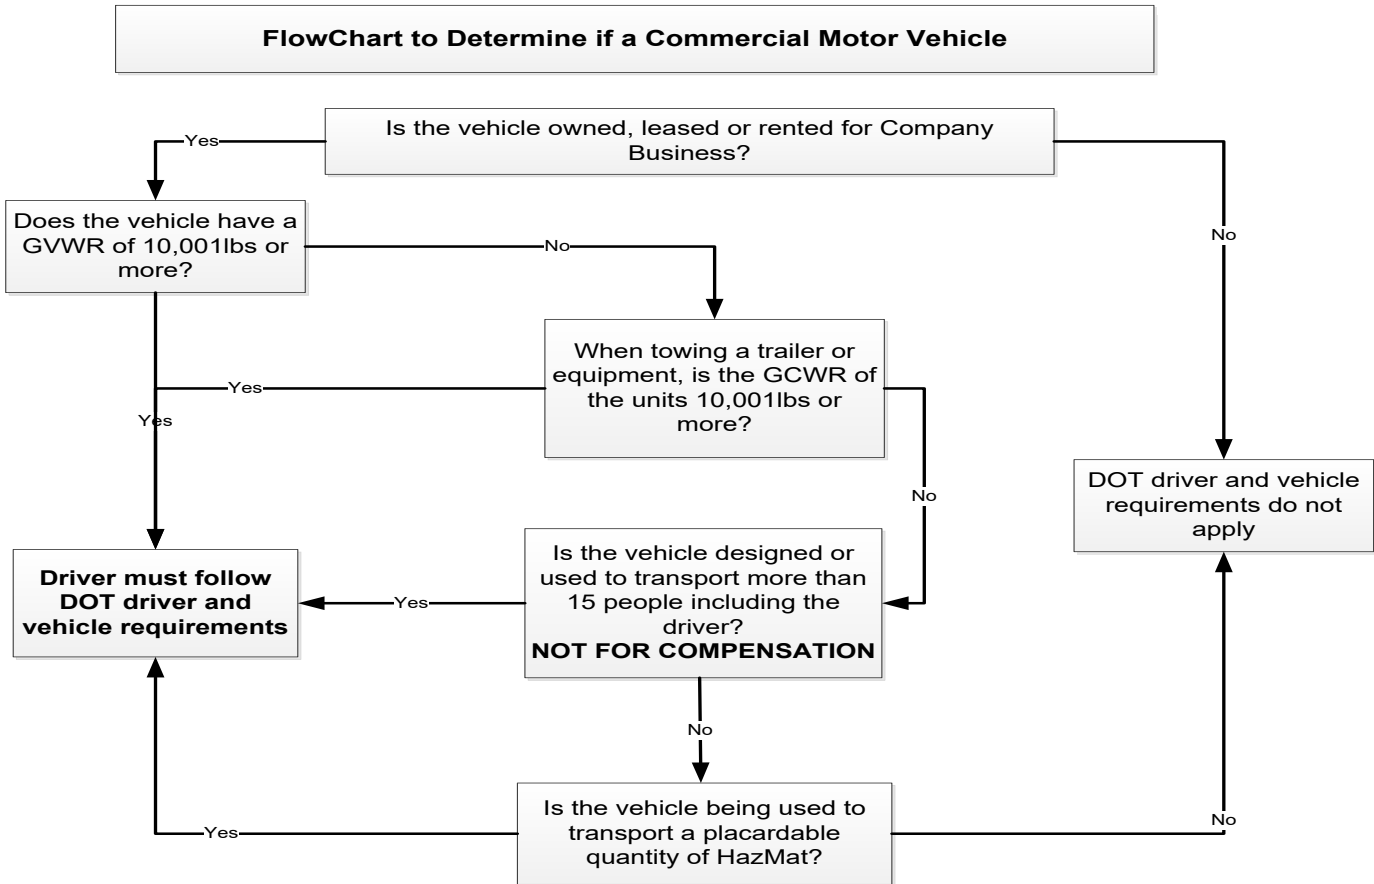 FlowChart to Determine if a Commercial Motor Vehicle
Is the vehicle owned, leased or rented for Company
Business?
Yes
No
Does the vehicle have a
GVWR of 10,001lbs or
more?
No
When towing a trailer or
equipment, is the GCWR of
the units 10,001lbs or
more?
Yes
Yes
No
DOT driver and vehicle
requirements do not
apply
Is the vehicle designed or
used to transport more than
15 people including the
driver?
NOT FOR COMPENSATION
Yes
Driver must follow
DOT driver and
vehicle requirements
No
Is the vehicle being used to
transport a placardable
quantity of HazMat?
Yes
No